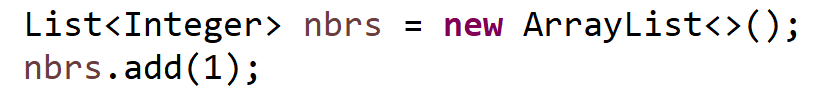 List<Integer> nbrs = new ArrayList<>();
nbrs.add(1);